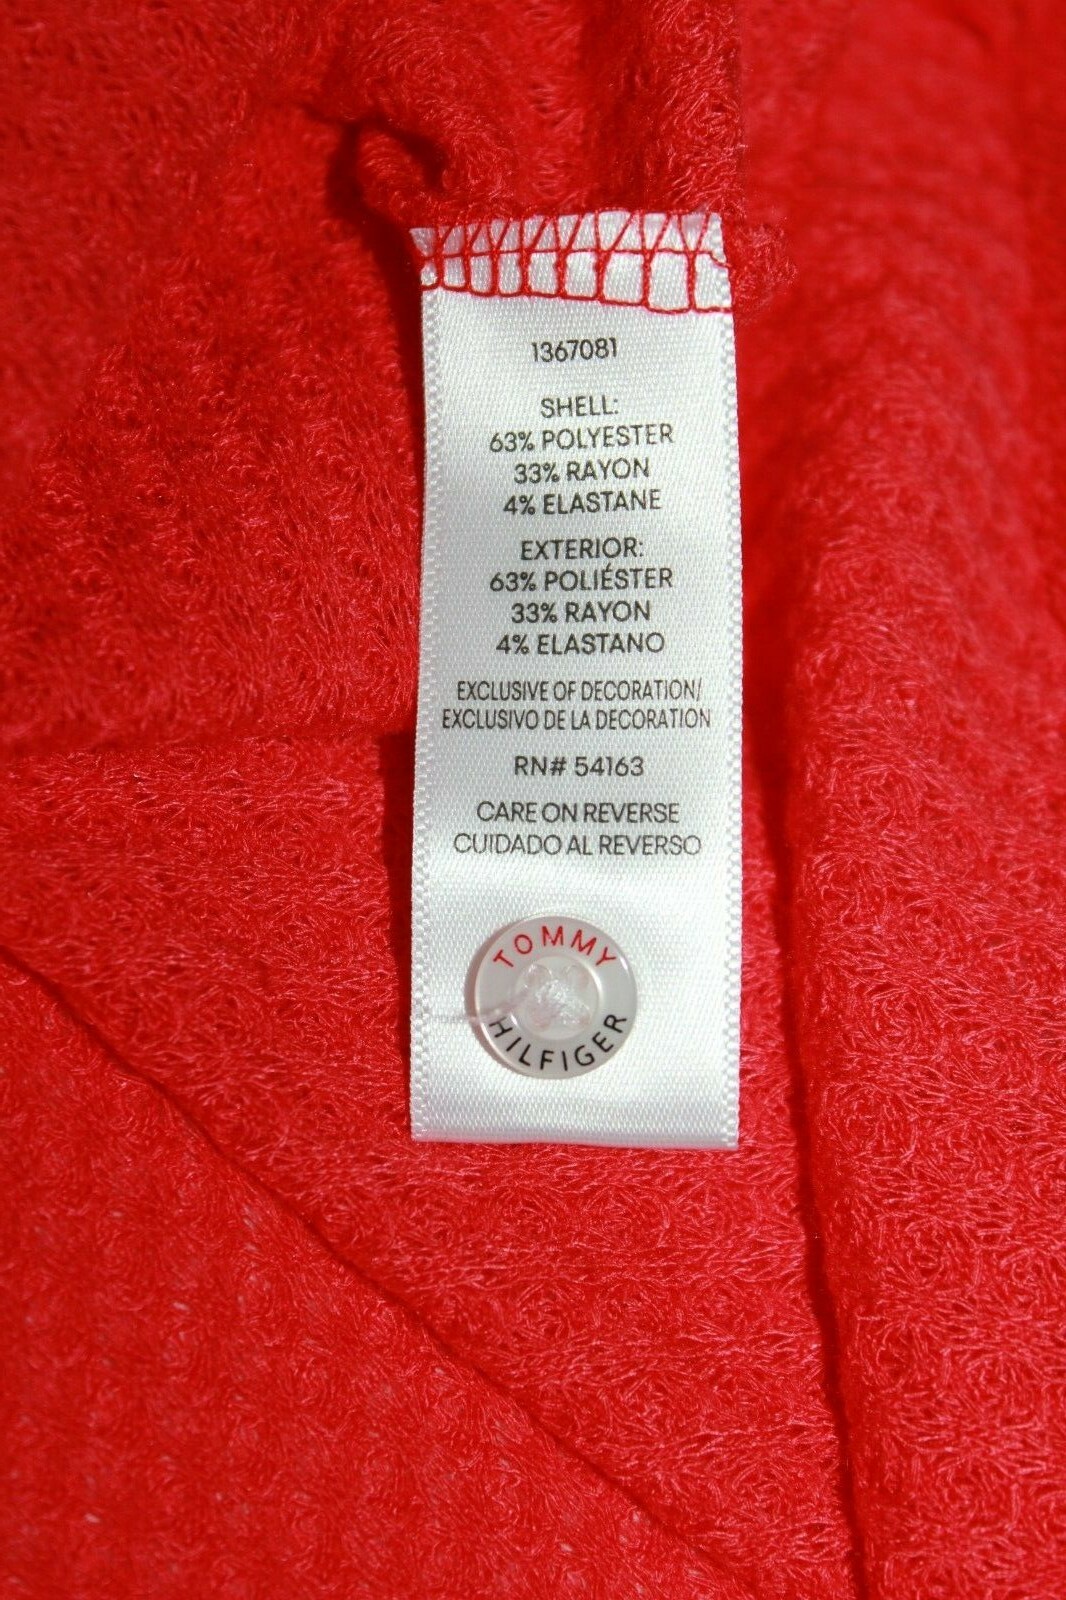 1367081
SHELL:
63% POLYESTER
33% RAYON
4% ELASTANE
EXTERIOR:
63% POLIÉSTER
33% RAYON
4% ELASTANO
EXCLUSIVE OF DECORATION/
EXCLUSIVO DE LA DECORATION
RN# 54163
CARE ON REVERSE
CUIDADO AL REVERSO
TOMMY
HILFIGER